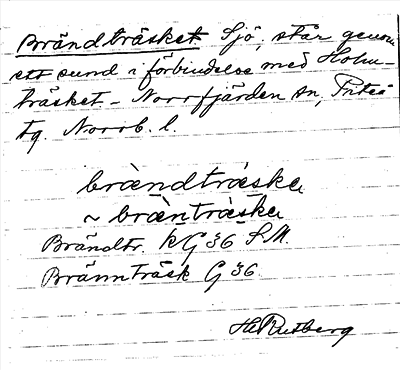 Brändträsket. Sjö, står genom
ett sund i förbindelse med Holm-
träsket. - Norrfjärden sn, Piteå
tg. Norrb. l.
brändträske
~ bränträske
Brändtr. kG 36 S.M.
Brännträsk G 36.
H. Rutberg